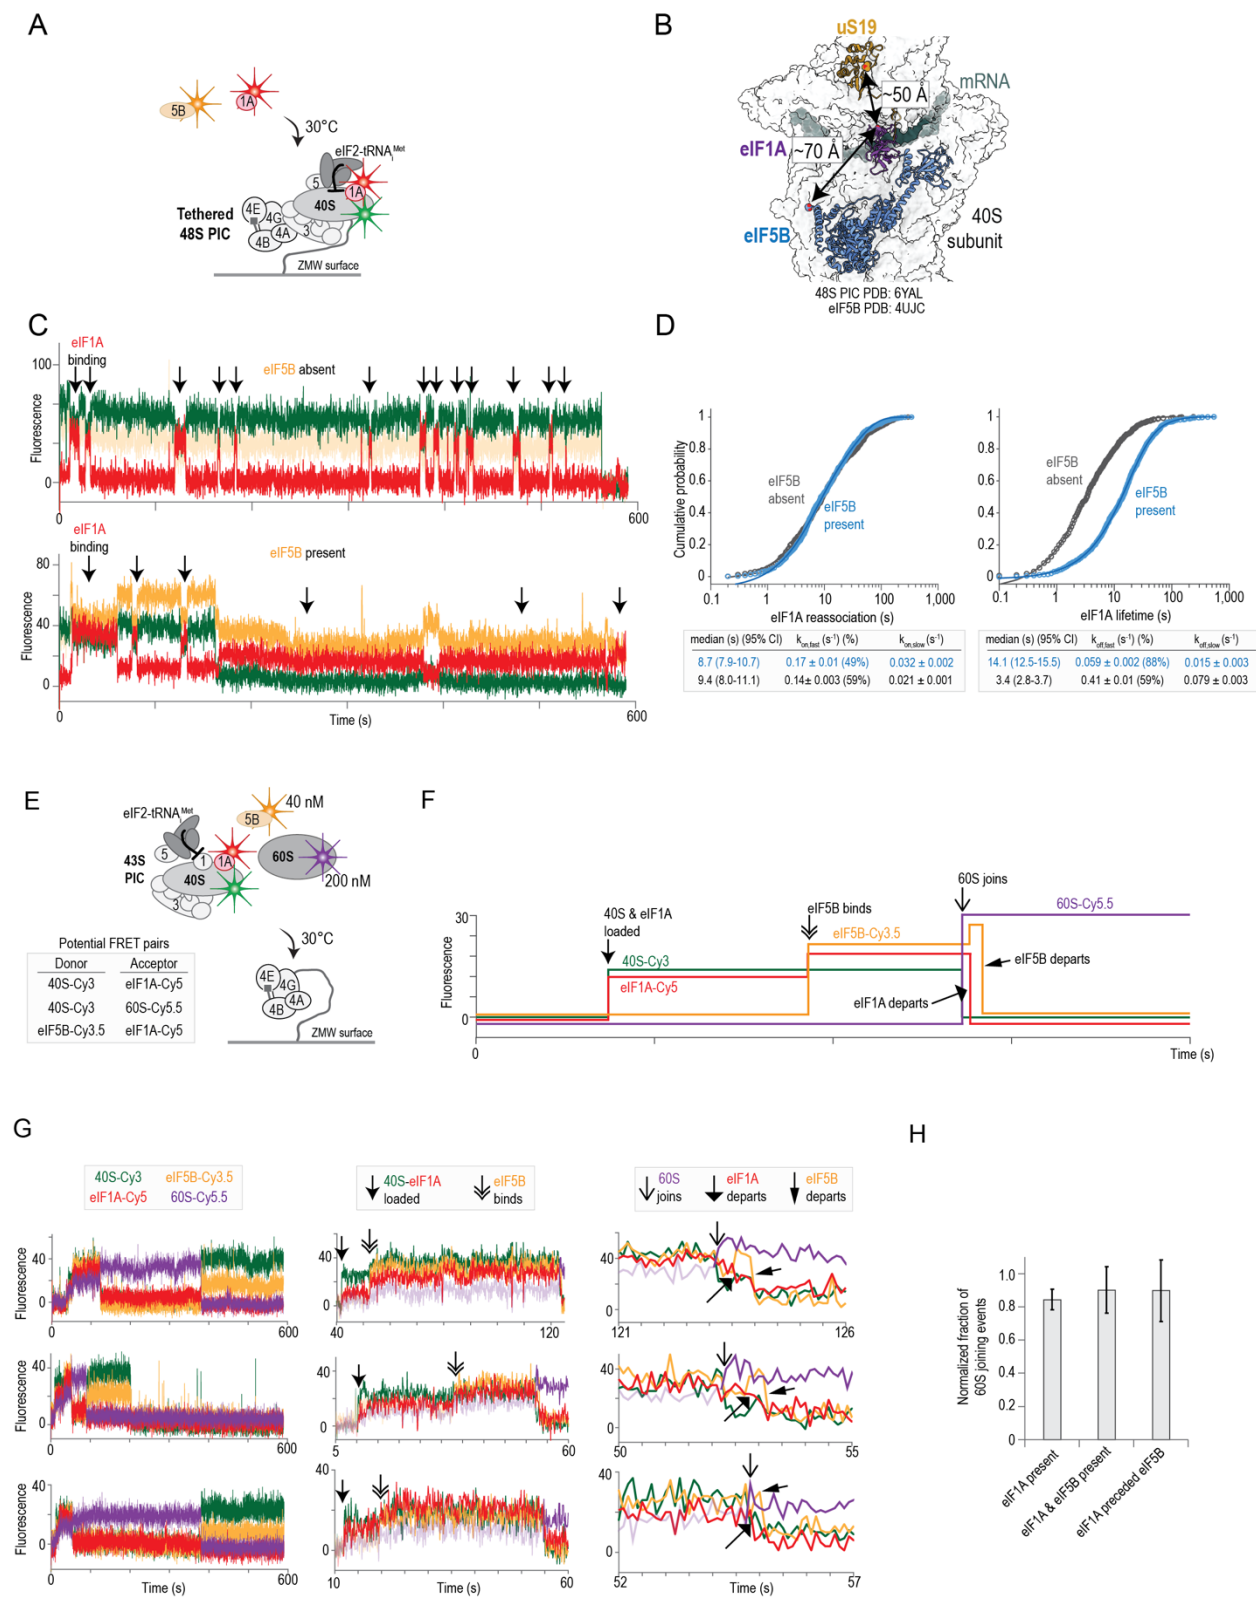 A
5B
1A
30°C
eIF2-tRNAiMet
5
1A
40S
4E
4G
4A
4B
3
Tethered
48S PIC
ZMW surface
B
uS19
mRNA
~50 Å
eIF1A
~70 Å
eIF5B
40S
subunit
48S PIC PDB: 6YAL
eIF5B PDB: 4UJC
C
eIF1A
binding
eIF5B absent
100
0
Fluorescence
0
600
eIF1A
binding
eIF5B present
80
40
0
Fluorescence
0
600
Time (s)
D
Cumulative probability
1
0.8
0.6
0.4
0.2
0
eIF5B
absent
eIF5B
present
0.1 1 10 100 1,000
eIF1A reassociation (s)
median (s) (95% CI) kon,fast (s-1) (%) kon,slow (s-1)
8.7 (7.9-10.7) 0.17 ± 0.01 (49%) 0.032 ± 0.002
9.4 (8.0-11.1) 0.14± 0.003 (59%) 0.021 ± 0.001
1
0.8
0.6
0.4
0.2
0
eIF5B
absent
eIF5B
present
0.1 1 10 100 1,000
eIF1A lifetime (s)
median (s) (95% CI) koff,fast (s-1) (%) koff,slow (s-1)
14.1 (12.5-15.5) 0.059 ± 0.002 (88%) 0.015 ± 0.003
3.4 (2.8-3.7) 0.41 ± 0.01 (59%) 0.079 ± 0.003
E
eIF2-tRNAiMet
40 nM
5B
5
1
1A
60S
43S
PIC
40S
3
200 nM
30°C
Potential FRET pairs
Donor Acceptor
40S-Cy3 eIF1A-Cy5
40S-Cy3 60S-Cy5.5
eIF5B-Cy3.5 eIF1A-Cy5
4E
4G
4A
4B
ZMW surface
F
60S joins
60S-Cy5.5
40S & eIF1A
loaded
eIF5B binds
eIF5B-Cy3.5
40S-Cy3
eIF1A-Cy5
eIF5B departs
eIF1A departs
30
0
Fluorescence
0
Time (s)
G
40S-Cy3 eIF5B-Cy3.5
eIF1A-Cy5 60S-Cy5.5
40S-eIF1A
loaded
eIF5B
binds
60S
joins
eIF1A
departs
eIF5B
departs
Fluorescence
40
0
0 600
40
0
40 120
40
0
121 126
Fluorescence
40
0
0 600
40
0
5 60
40
0
50 55
Fluorescence
40
20
0
0 600
Time (s)
40
20
0
10 60
Time (s)
40
20
0
52 57
Time (s)
H
Normalized fraction of
60S joining events
1.0
0.8
0.6
0.4
0.2
0
eIF1A present
eIF1A & eIF5B present
eIF1A preceded eIF5B